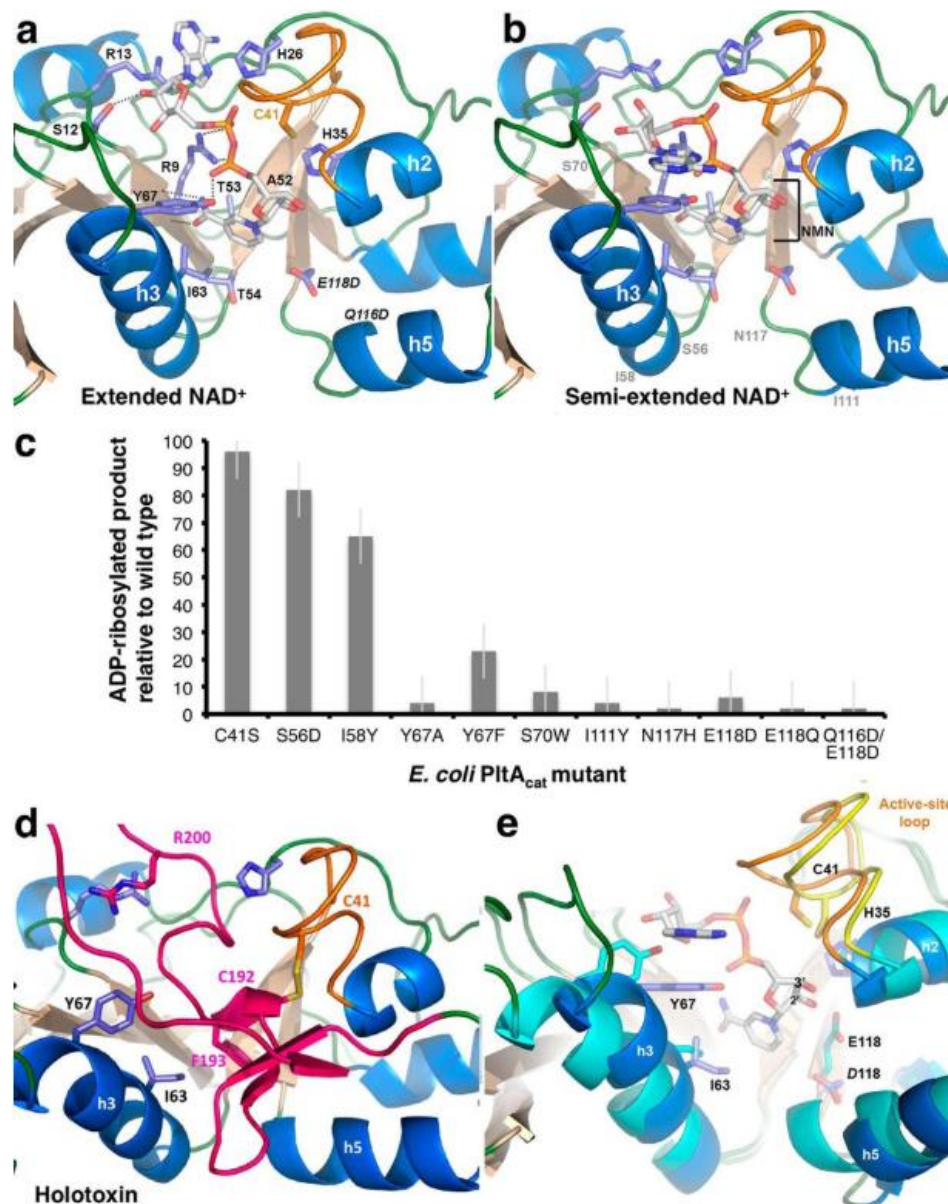 a
R13
H26
C41
S12
H35
h2
R9
A52
T53
Y67
h3
I63
T54
E118D
Q116D
h5
Extended NAD⁺
b
S70
h2
NMN
h3
N117
S56
h5
I58
I111
Semi-extended NAD⁺
c
ADP-ribosylated product
relative to wild type
100
90
80
70
60
50
40
30
20
10
0
C41S S56D I58Y Y67A Y67F S70W I111Y N117H E118D E118Q Q116D/
E118D
E. coli PltAcat mutant
d
R200
C41
C192
Y67
F193
I63
h3
h5
Holotoxin
e
Active-site
loop
C41
H35
h2
3'
2'
Y67
E118
h3
I63
D118
h5